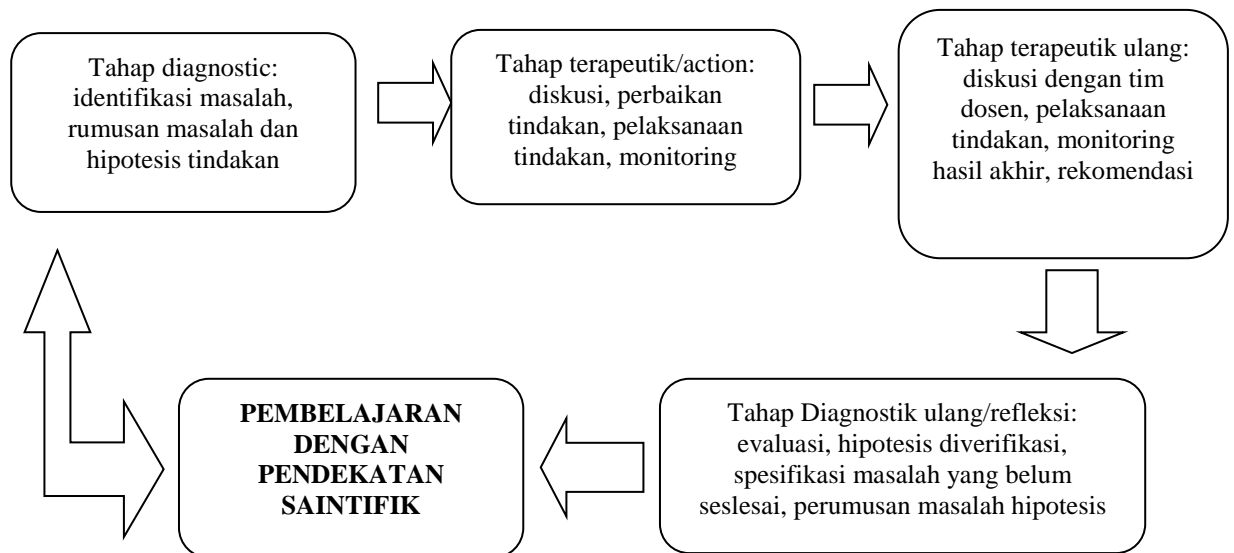 Tahap diagnostic:
identifikasi masalah,
rumusan masalah dan
hipotesis tindakan
Tahap terapeutik/action:
diskusi, perbaikan
tindakan, pelaksanaan
tindakan, monitoring
Tahap terapeutik ulang:
diskusi dengan tim
dosen, pelaksanaan
tindakan, monitoring
hasil akhir, rekomendasi
Tahap Diagnostik ulang/refleksi:
evaluasi, hipotesis diverifikasi,
spesifikasi masalah yang belum
seslesai, perumusan masalah hipotesis
PEMBELAJARAN
DENGAN
PENDEKATAN
SAINTIFIK